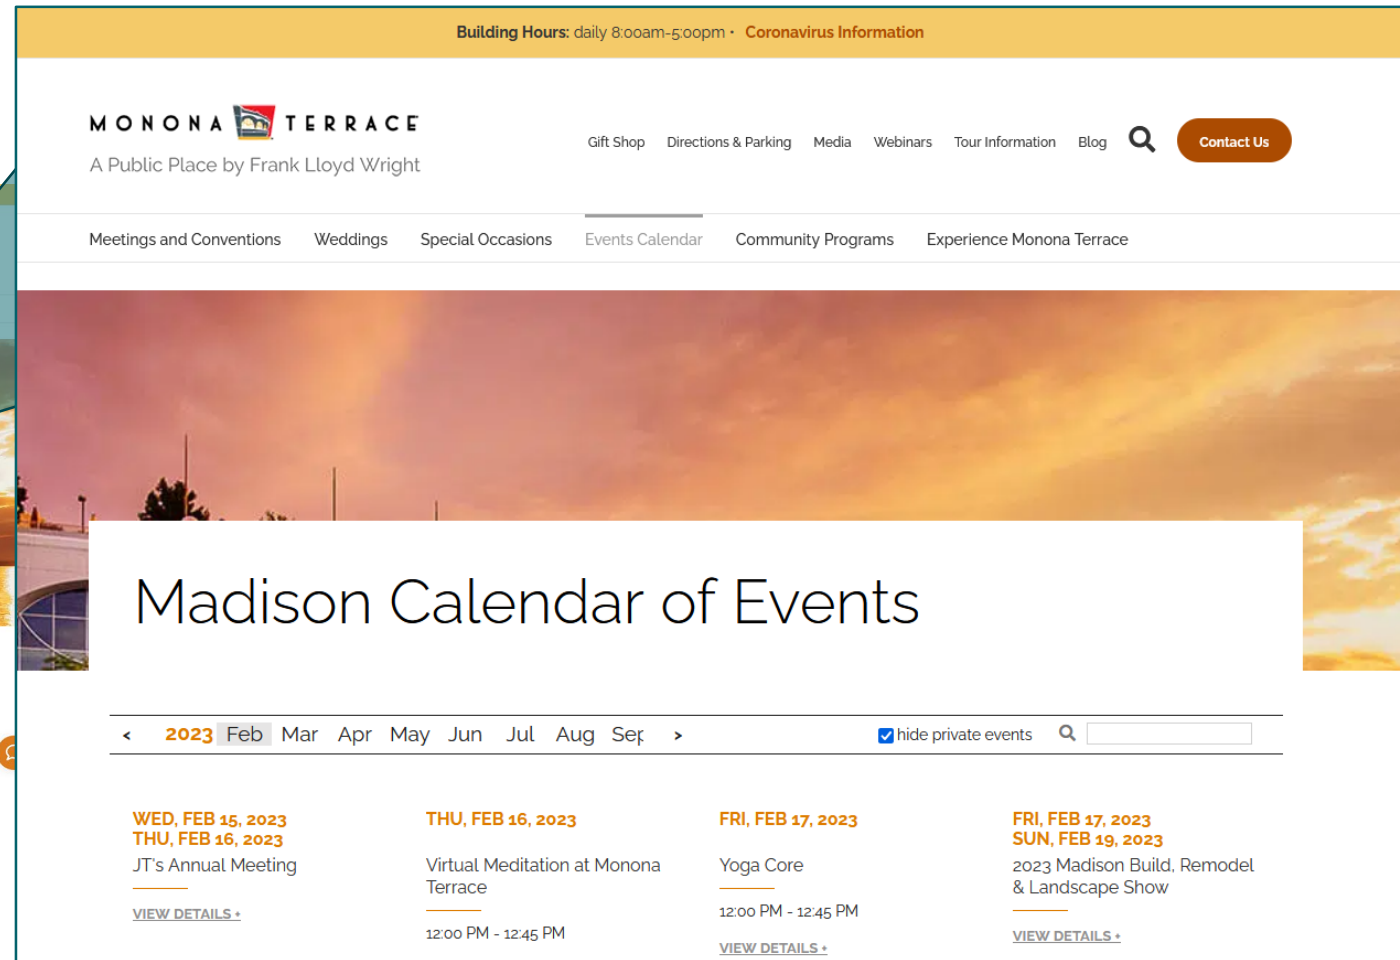 Building Hours: daily 8:00am-5:00pm • Coronavirus Information
MONONA TERRACE
A Public Place by Frank Lloyd Wright
Gift Shop Directions & Parking Media Webinars Tour Information Blog Contact Us
Meetings and Conventions Weddings Special Occasions Events Calendar Community Programs Experience Monona Terrace
Madison Calendar of Events
< 2023 Feb Mar Apr May Jun Jul Aug Sep > hide private events
WED, FEB 15, 2023
THU, FEB 16, 2023
JT's Annual Meeting
VIEW DETAILS +
THU, FEB 16, 2023
Virtual Meditation at Monona
Terrace
12:00 PM - 12:45 PM
FRI, FEB 17, 2023
Yoga Core
12:00 PM - 12:45 PM
VIEW DETAILS +
FRI, FEB 17, 2023
SUN, FEB 19, 2023
2023 Madison Build, Remodel
& Landscape Show
VIEW DETAILS +